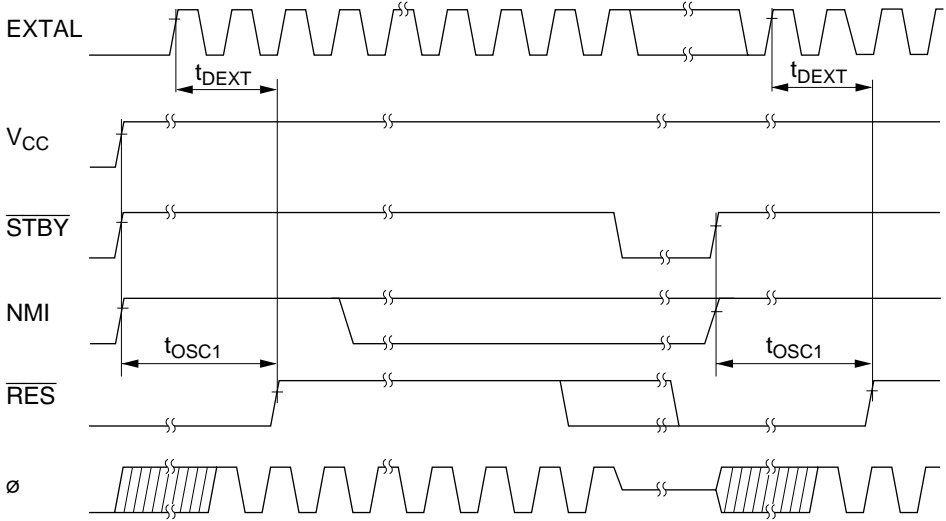 EXTAL
tDEXT
tDEXT
VCC
STBY
NMI
tOSC1
tOSC1
RES
ø